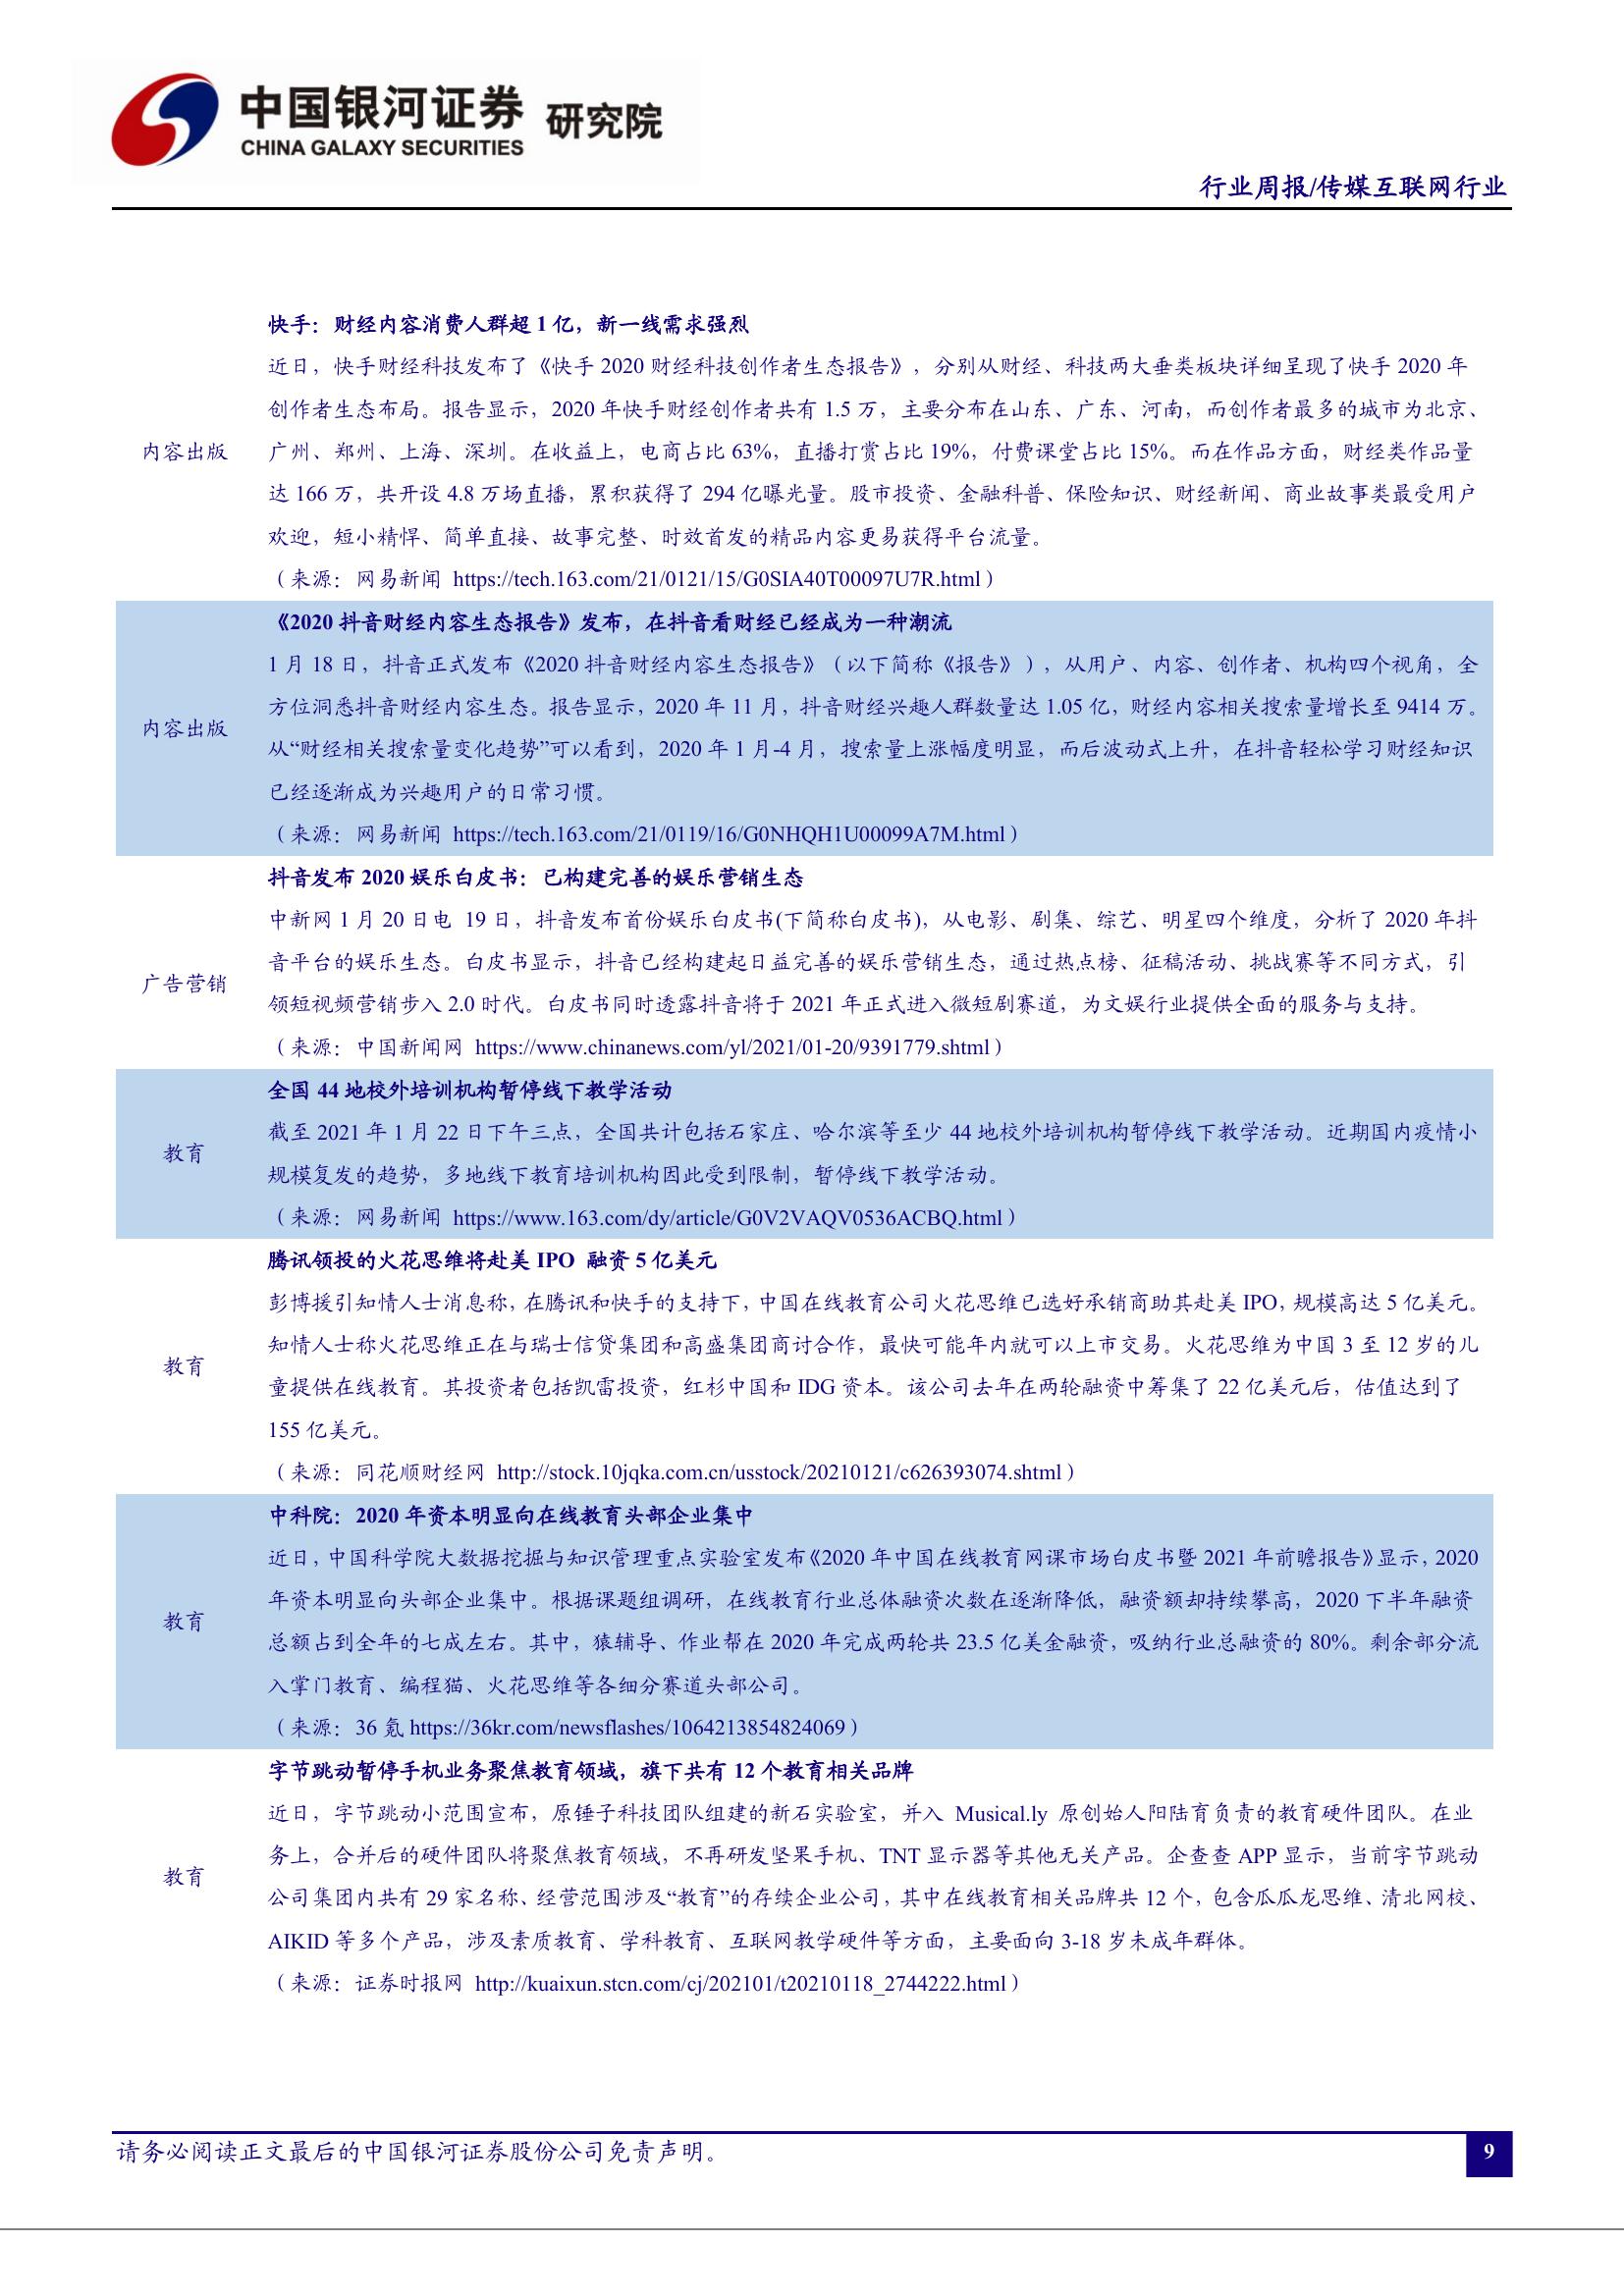 中国银河证券 研究院
CHINA GALAXY SECURITIES
行业周报/传媒互联网行业
快手：财经内容消费人群超 1 亿，新一线需求强烈
近日，快手财经科技发布了《快手 2020 财经科技创作者生态报告》，分别从财经、科技两大垂类板块详细呈现了快手 2020 年
创作者生态布局。报告显示，2020 年快手财经创作者共有 1.5 万，主要分布在山东、广东、河南，而创作者最多的城市为北京、
内容出版
广州、郑州、上海、深圳。在收益上，电商占比 63%，直播打赏占比 19%，付费课堂占比 15%。而在作品方面，财经类作品量
达 166 万，共开设 4.8 万场直播，累积获得了 294 亿曝光量。股市投资、金融科普、保险知识、财经新闻、商业故事类最受用户
欢迎，短小精悍、简单直接、故事完整、时效首发的精品内容更易获得平台流量。
（来源：网易新闻 https://tech.163.com/21/0121/15/G0SIA40T00097U7R.html）
《2020 抖音财经内容生态报告》发布，在抖音看财经已经成为一种潮流
1 月 18 日，抖音正式发布《2020 抖音财经内容生态报告》（以下简称《报告》），从用户、内容、创作者、机构四个视角，全
方位洞悉抖音财经内容生态。报告显示，2020 年 11 月，抖音财经兴趣人群数量达 1.05 亿，财经内容相关搜索量增长至 9414 万。
内容出版
从“财经相关搜索量变化趋势”可以看到，2020 年 1 月-4 月，搜索量上涨幅度明显，而后波动式上升，在抖音轻松学习财经知识
已经逐渐成为兴趣用户的日常习惯。
（来源：网易新闻 https://tech.163.com/21/0119/16/G0NHQH1U00099A7M.html）
抖音发布 2020 娱乐白皮书：已构建完善的娱乐营销生态
中新网 1 月 20 日电 19 日，抖音发布首份娱乐白皮书(下简称白皮书)，从电影、剧集、综艺、明星四个维度，分析了 2020 年抖
音平台的娱乐生态。白皮书显示，抖音已经构建起日益完善的娱乐营销生态，通过热点榜、征稿活动、挑战赛等不同方式，引
广告营销
领短视频营销步入 2.0 时代。白皮书同时透露抖音将于 2021 年正式进入微短剧赛道，为文娱行业提供全面的服务与支持。
（来源：中国新闻网 https://www.chinanews.com/yl/2021/01-20/9391779.shtml）
全国 44 地校外培训机构暂停线下教学活动
截至 2021 年 1 月 22 日下午三点，全国共计包括石家庄、哈尔滨等至少 44 地校外培训机构暂停线下教学活动。近期国内疫情小
教育
规模复发的趋势，多地线下教育培训机构因此受到限制，暂停线下教学活动。
（来源：网易新闻 https://www.163.com/dy/article/G0V2VAQV0536ACBQ.html）
腾讯领投的火花思维将赴美 IPO 融资 5 亿美元
彭博援引知情人士消息称，在腾讯和快手的支持下，中国在线教育公司火花思维已选好承销商助其赴美 IPO，规模高达 5 亿美元。
知情人士称火花思维正在与瑞士信贷集团和高盛集团商讨合作，最快可能年内就可以上市交易。火花思维为中国 3 至 12 岁的儿
教育
童提供在线教育。其投资者包括凯雷投资，红杉中国和 IDG 资本。该公司去年在两轮融资中筹集了 22 亿美元后，估值达到了
155 亿美元。
（来源：同花顺财经网 http://stock.10jqka.com.cn/usstock/20210121/c626393074.shtml）
中科院：2020 年资本明显向在线教育头部企业集中
近日，中国科学院大数据挖掘与知识管理重点实验室发布《2020 年中国在线教育网课市场白皮书暨 2021 年前瞻报告》显示，2020
年资本明显向头部企业集中。根据课题组调研，在线教育行业总体融资次数在逐渐降低，融资额却持续攀高，2020 下半年融资
教育
总额占到全年的七成左右。其中，猿辅导、作业帮在 2020 年完成两轮共 23.5 亿美金融资，吸纳行业总融资的 80%。剩余部分流
入掌门教育、编程猫、火花思维等各细分赛道头部公司。
（来源：36 氪 https://36kr.com/newsflashes/1064213854824069）
字节跳动暂停手机业务聚焦教育领域，旗下共有 12 个教育相关品牌
近日，字节跳动小范围宣布，原锤子科技团队组建的新石实验室，并入 Musical.ly 原创始人阳陆育负责的教育硬件团队。在业
务上，合并后的硬件团队将聚焦教育领域，不再研发坚果手机、TNT 显示器等其他无关产品。企查查 APP 显示，当前字节跳动
教育
公司集团内共有 29 家名称、经营范围涉及“教育”的存续企业公司，其中在线教育相关品牌共 12 个，包含瓜瓜龙思维、清北网校、
AIKID 等多个产品，涉及素质教育、学科教育、互联网教学硬件等方面，主要面向 3-18 岁未成年群体。
（来源：证券时报网 http://kuaixun.stcn.com/cj/202101/t20210118_2744222.html）
请务必阅读正文最后的中国银河证券股份公司免责声明。
9